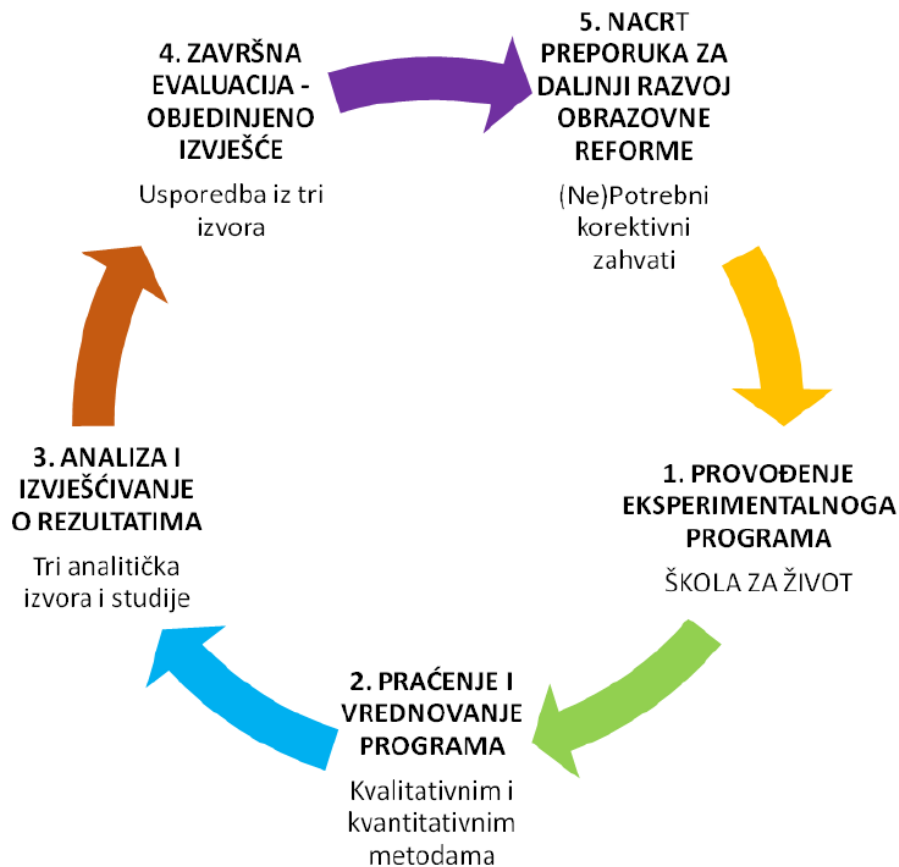 1. PROVOĐENJE
EKSPERIMENTALNOGA
PROGRAMA
ŠKOLA ZA ŽIVOT
2. PRAĆENJE I
VREDNOVANJE
PROGRAMA
Kvalitativnim i
kvantitativnim
metodama
3. ANALIZA I
IZVJEŠĆIVANJE
O REZULTATIMA
Tri analitička
izvora i studije
4. ZAVRŠNA
EVALUACIJA -
OBJEDINJENO
IZVJEŠĆE
Usporedba iz tri
izvora
5. NACRT
PREPORUKA ZA
DALJNJI RAZVOJ
OBRAZOVNE
REFORME
(Ne)Potrebni
korektivni
zahvati